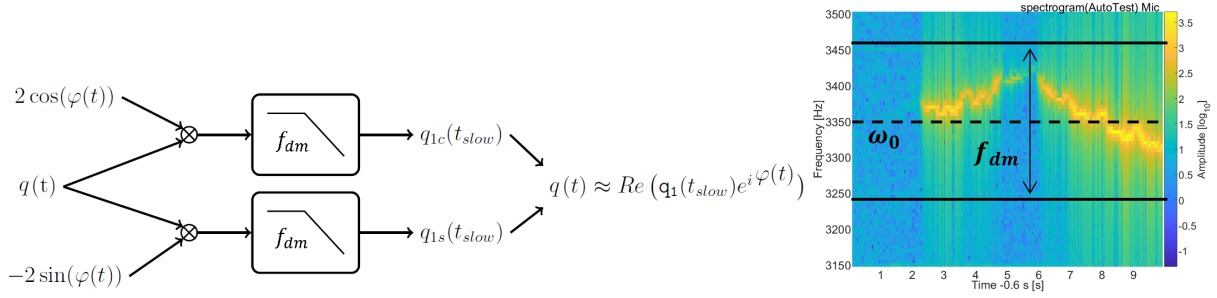 2 cos(φ(t))
q(t)
−2 sin(φ(t))
⊗
⊗
f_dm
f_dm
q_1c(t_slow)
q_1s(t_slow)
q(t) ≈ Re (q_1(t_slow)e^{i φ(t)})
spectrogram(AutoTest) Mic
3500
3450
3400
3350
3300
3250
3200
3150
Frequency [Hz]
ω_0
f_dm
1 2 3 4 5 6 7 8 9
Time -0.6 s [s]
3.5
3
2.5
2
1.5
1
0.5
0
-0.5
-1
Amplitude [log_10]